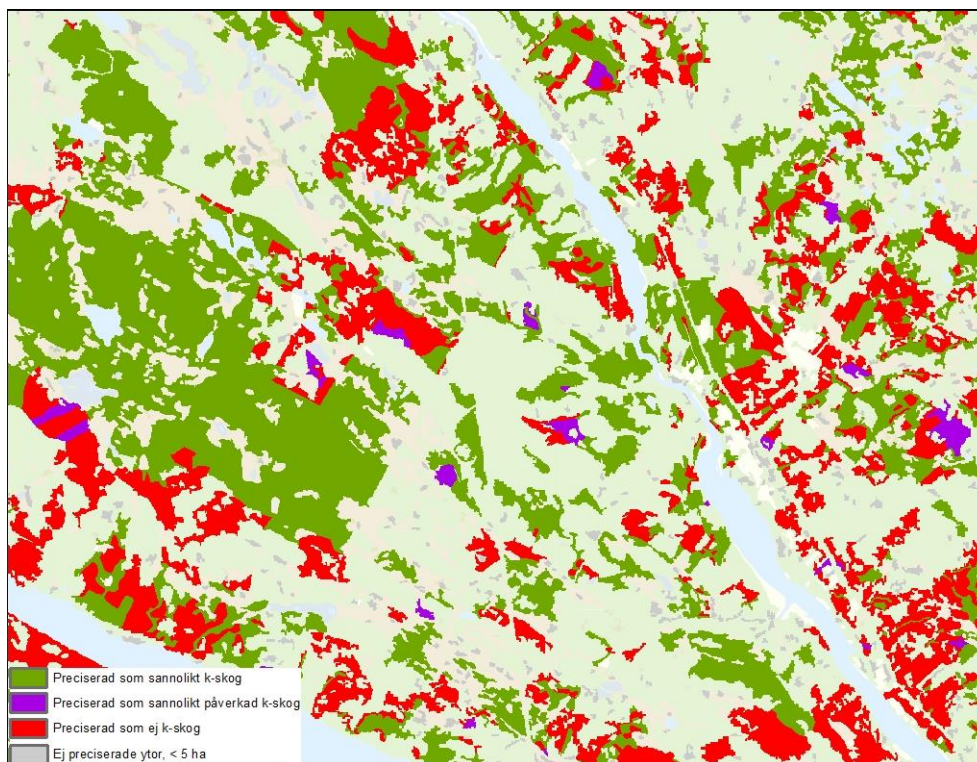 Preciserad som sannolikt k-skog
Preciserad som sannolikt påverkad k-skog
Preciserad som ej k-skog
Ej preciserade ytor, < 5 ha